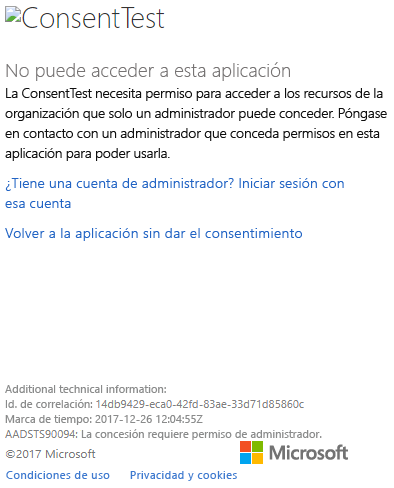 ConsentTest
No puede acceder a esta aplicación
La ConsentTest necesita permiso para acceder a los recursos de la
organización que solo un administrador puede conceder. Póngase
en contacto con un administrador que conceda permisos en esta
aplicación para poder usarla.
¿Tiene una cuenta de administrador? Iniciar sesión con
esa cuenta
Volver a la aplicación sin dar el consentimiento
Additional technical information:
Id. de correlación: 14db9429-eca0-42fd-83ae-33d71d85860c
Marca de tiempo: 2017-12-26 12:04:55Z
AADSTS90094: La concesión requiere permiso de administrador.
©2017 Microsoft
Microsoft
Condiciones de uso Privacidad y cookies